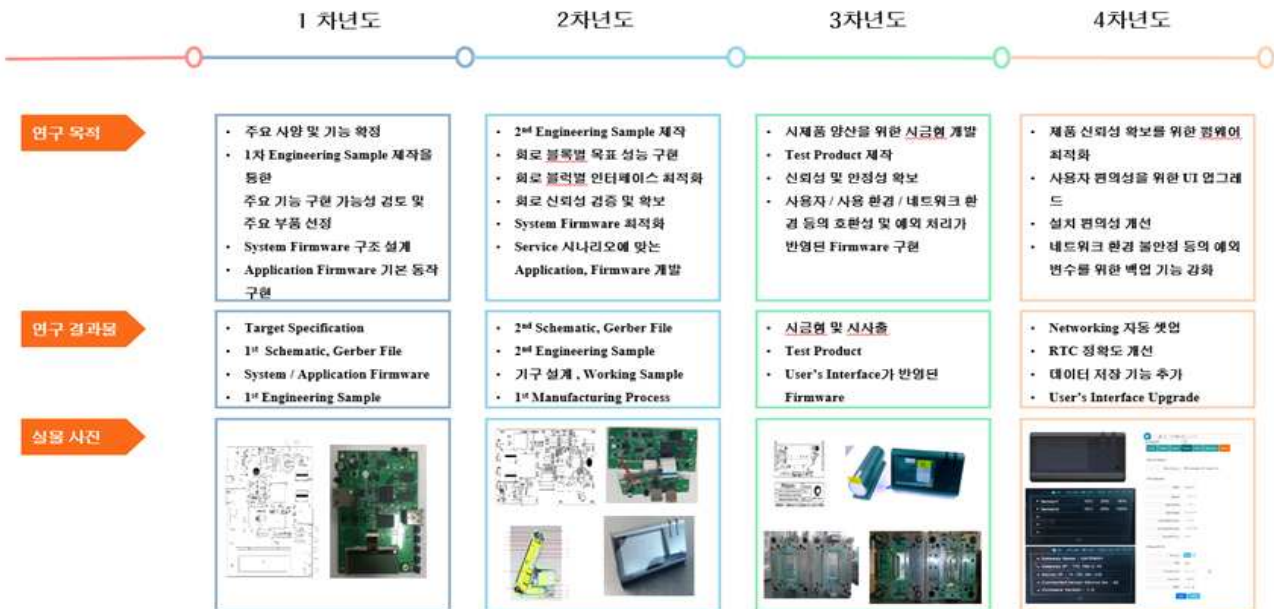 1 차년도
2차년도
3차년도
4차년도
연구 목적
• 주요 사양 및 기능 확정
• 1차 Engineering Sample 제작을
통한
주요 기능 구현 가능성 검토 및
주요 부품 선정
• System Firmware 구조 설계
• Application Firmware 기본 동작
구현
• 2nd Engineering Sample 제작
• 회로 블록별 목표 성능 구현
• 회로 블럭별 인터페이스 최적화
• 회로 신뢰성 검증 및 확보
• System Firmware 최적화
• Service 시나리오에 맞는
Application, Firmware 개발
• 시제품 양산을 위한 시금형 개발
• Test Product 제작
• 신뢰성 및 안정성 확보
• 사용자 / 사용 환경 / 네트워크 환
경 등의 호환성 및 예외 처리가
반영된 Firmware 구현
• 제품 신뢰성 확보를 위한 펌웨어
최적화
• 사용자 편의성을 위한 UI 업그레
드
• 설치 편의성 개선
• 네트워크 환경 불안정 등의 예외
변수를 위한 백업 기능 강화
연구 결과물
• Target Specification
• 1st Schematic, Gerber File
• System / Application Firmware
• 1st Engineering Sample
• 2nd Schematic, Gerber File
• 2nd Engineering Sample
• 기구 설계 , Working Sample
• 1st Manufacturing Process
• 시금형 및 시사출
• Test Product
• User's Interface가 반영된
Firmware
• Networking 자동 셋업
• RTC 정확도 개선
• 데이터 저장 기능 추가
• User's Interface Upgrade
실물 사진